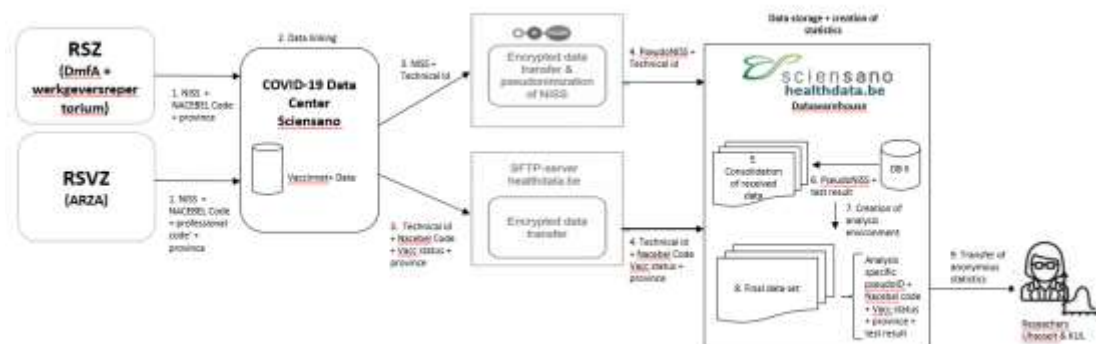 RSZ
(DmfA +
werkgeversreper
torium)
RSVZ
(ARZA)
1. NISS +
NACEBEL Code
+ province
1. NISS +
NACEBEL Code
+ professional
code +
province
2. Data linking
COVID-19 Data
Center
Sciensano
Vaccinnet+ Data
3. NISS +
Technical id
3. Technical id
+ Nacebel Code
+ Vacc status +
province
Encrypted data
transfer &
pseudonimization
of NISS
SFTP-server
healthdata.be
Encrypted data
transfer
4. PseudoNISS +
Technical id
4. Technical id
+ Nacebel Code
Vacc status +
province
Data storage + creation of
statistics
sciensano
healthdata.be
Datawarehouse
5.
Consolidation
of received
data
DB II
6. PseudoNISS +
test result
7. Creation of
analysis
environment
8. Final data-set
Analysis
specific
pseudoID +
Nacebel code
+ Vacc status
+ province +
test result
9. Transfer of
anonymous
statistics
Researchers
Uhasselt & KUL